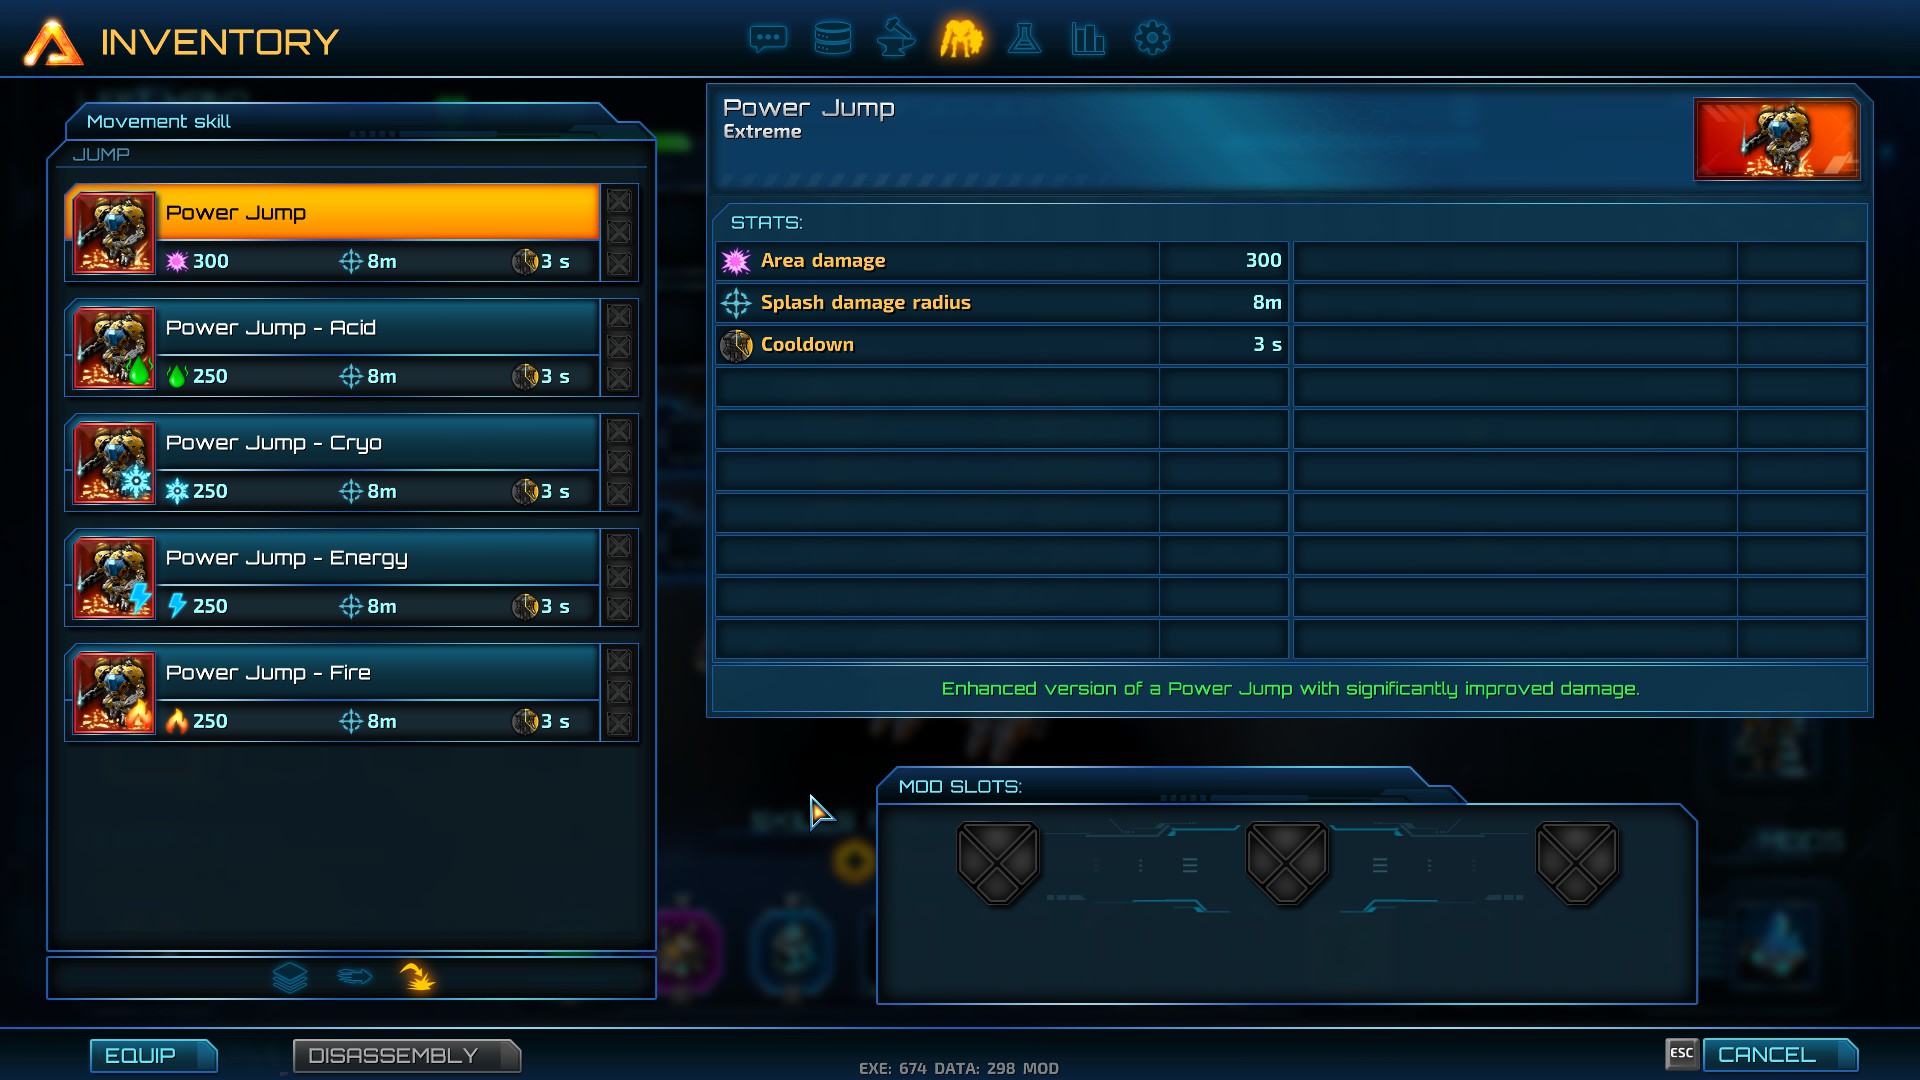 INVENTORY
Movement skill
JUMP
Power Jump
300 8m 3 s
Power Jump - Acid
250 8m 3 s
Power Jump - Cryo
250 8m 3 s
Power Jump - Energy
250 8m 3 s
Power Jump - Fire
250 8m 3 s
Power Jump
Extreme
STATS:
Area damage 300
Splash damage radius 8m
Cooldown 3 s
Enhanced version of a Power Jump with significantly improved damage.
MOD SLOTS:
EQUIP
DISASSEMBLY
EXE: 674 DATA: 298 MOD
ESC
CANCEL